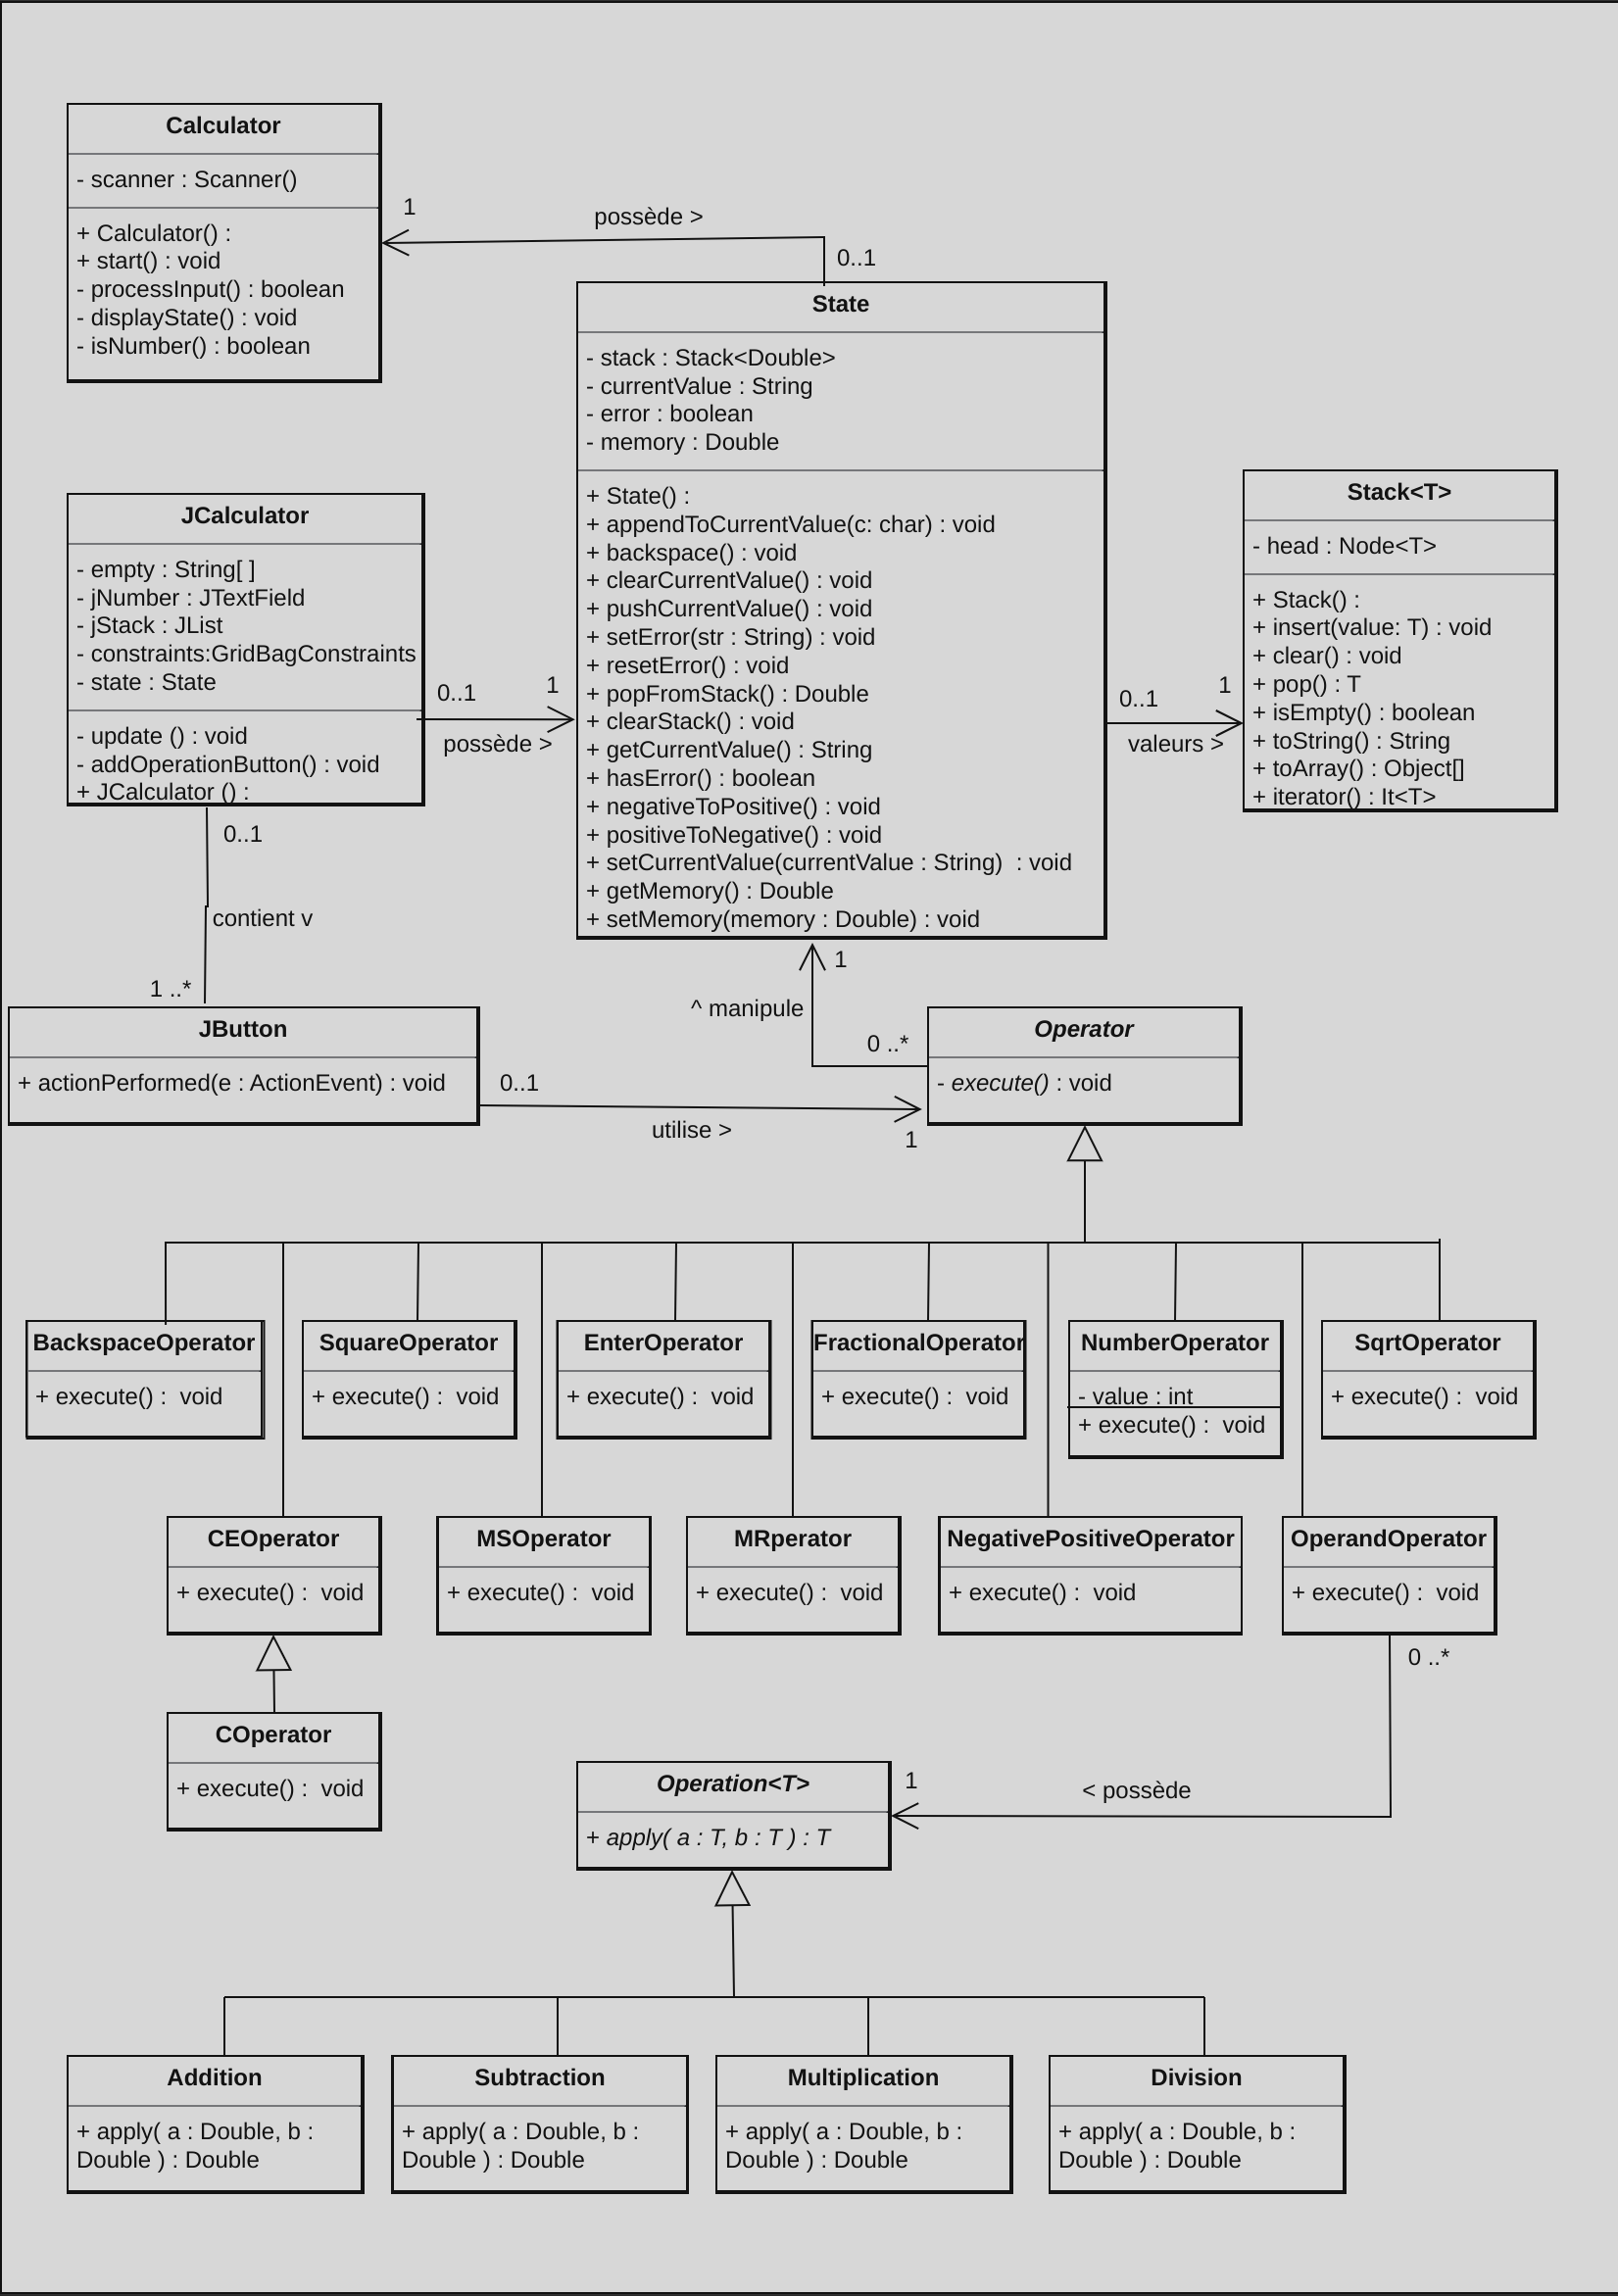 Calculator
- scanner : Scanner()
+ Calculator() :
+ start() : void
- processInput() : boolean
- displayState() : void
- isNumber() : boolean
1
possède >
0..1
State
- stack : Stack<Double>
- currentValue : String
- error : boolean
- memory : Double
+ State() :
+ appendToCurrentValue(c: char) : void
+ backspace() : void
+ clearCurrentValue() : void
+ pushCurrentValue() : void
+ setError(str : String) : void
+ resetError() : void
+ popFromStack() : Double
+ clearStack() : void
+ getCurrentValue() : String
+ hasError() : boolean
+ negativeToPositive() : void
+ positiveToNegative() : void
+ setCurrentValue(currentValue : String)  : void
+ getMemory() : Double
+ setMemory(memory : Double) : void
JCalculator
- empty : String[ ]
- jNumber : JTextField
- jStack : JList
- constraints:GridBagConstraints
- state : State
- update () : void
- addOperationButton() : void
+ JCalculator () :
0..1
1
possède >
Stack<T>
- head : Node<T>
+ Stack() :
+ insert(value: T) : void
+ clear() : void
+ pop() : T
+ isEmpty() : boolean
+ toString() : String
+ toArray() : Object[]
+ iterator() : It<T>
0..1
1
valeurs >
0..1
contient v
1 ..*
JButton
+ actionPerformed(e : ActionEvent) : void
1
^ manipule
0 ..*
Operator
- execute() : void
0..1
utilise >
1
BackspaceOperator
+ execute() :  void
SquareOperator
+ execute() :  void
EnterOperator
+ execute() :  void
FractionalOperator
+ execute() :  void
NumberOperator
- value : int
+ execute() :  void
SqrtOperator
+ execute() :  void
CEOperator
+ execute() :  void
MSOperator
+ execute() :  void
MRperator
+ execute() :  void
NegativePositiveOperator
+ execute() :  void
OperandOperator
+ execute() :  void
0 ..*
COperator
+ execute() :  void
Operation<T>
+ apply( a : T, b : T ) : T
1
< possède
Addition
+ apply( a : Double, b :
Double ) : Double
Subtraction
+ apply( a : Double, b :
Double ) : Double
Multiplication
+ apply( a : Double, b :
Double ) : Double
Division
+ apply( a : Double, b :
Double ) : Double